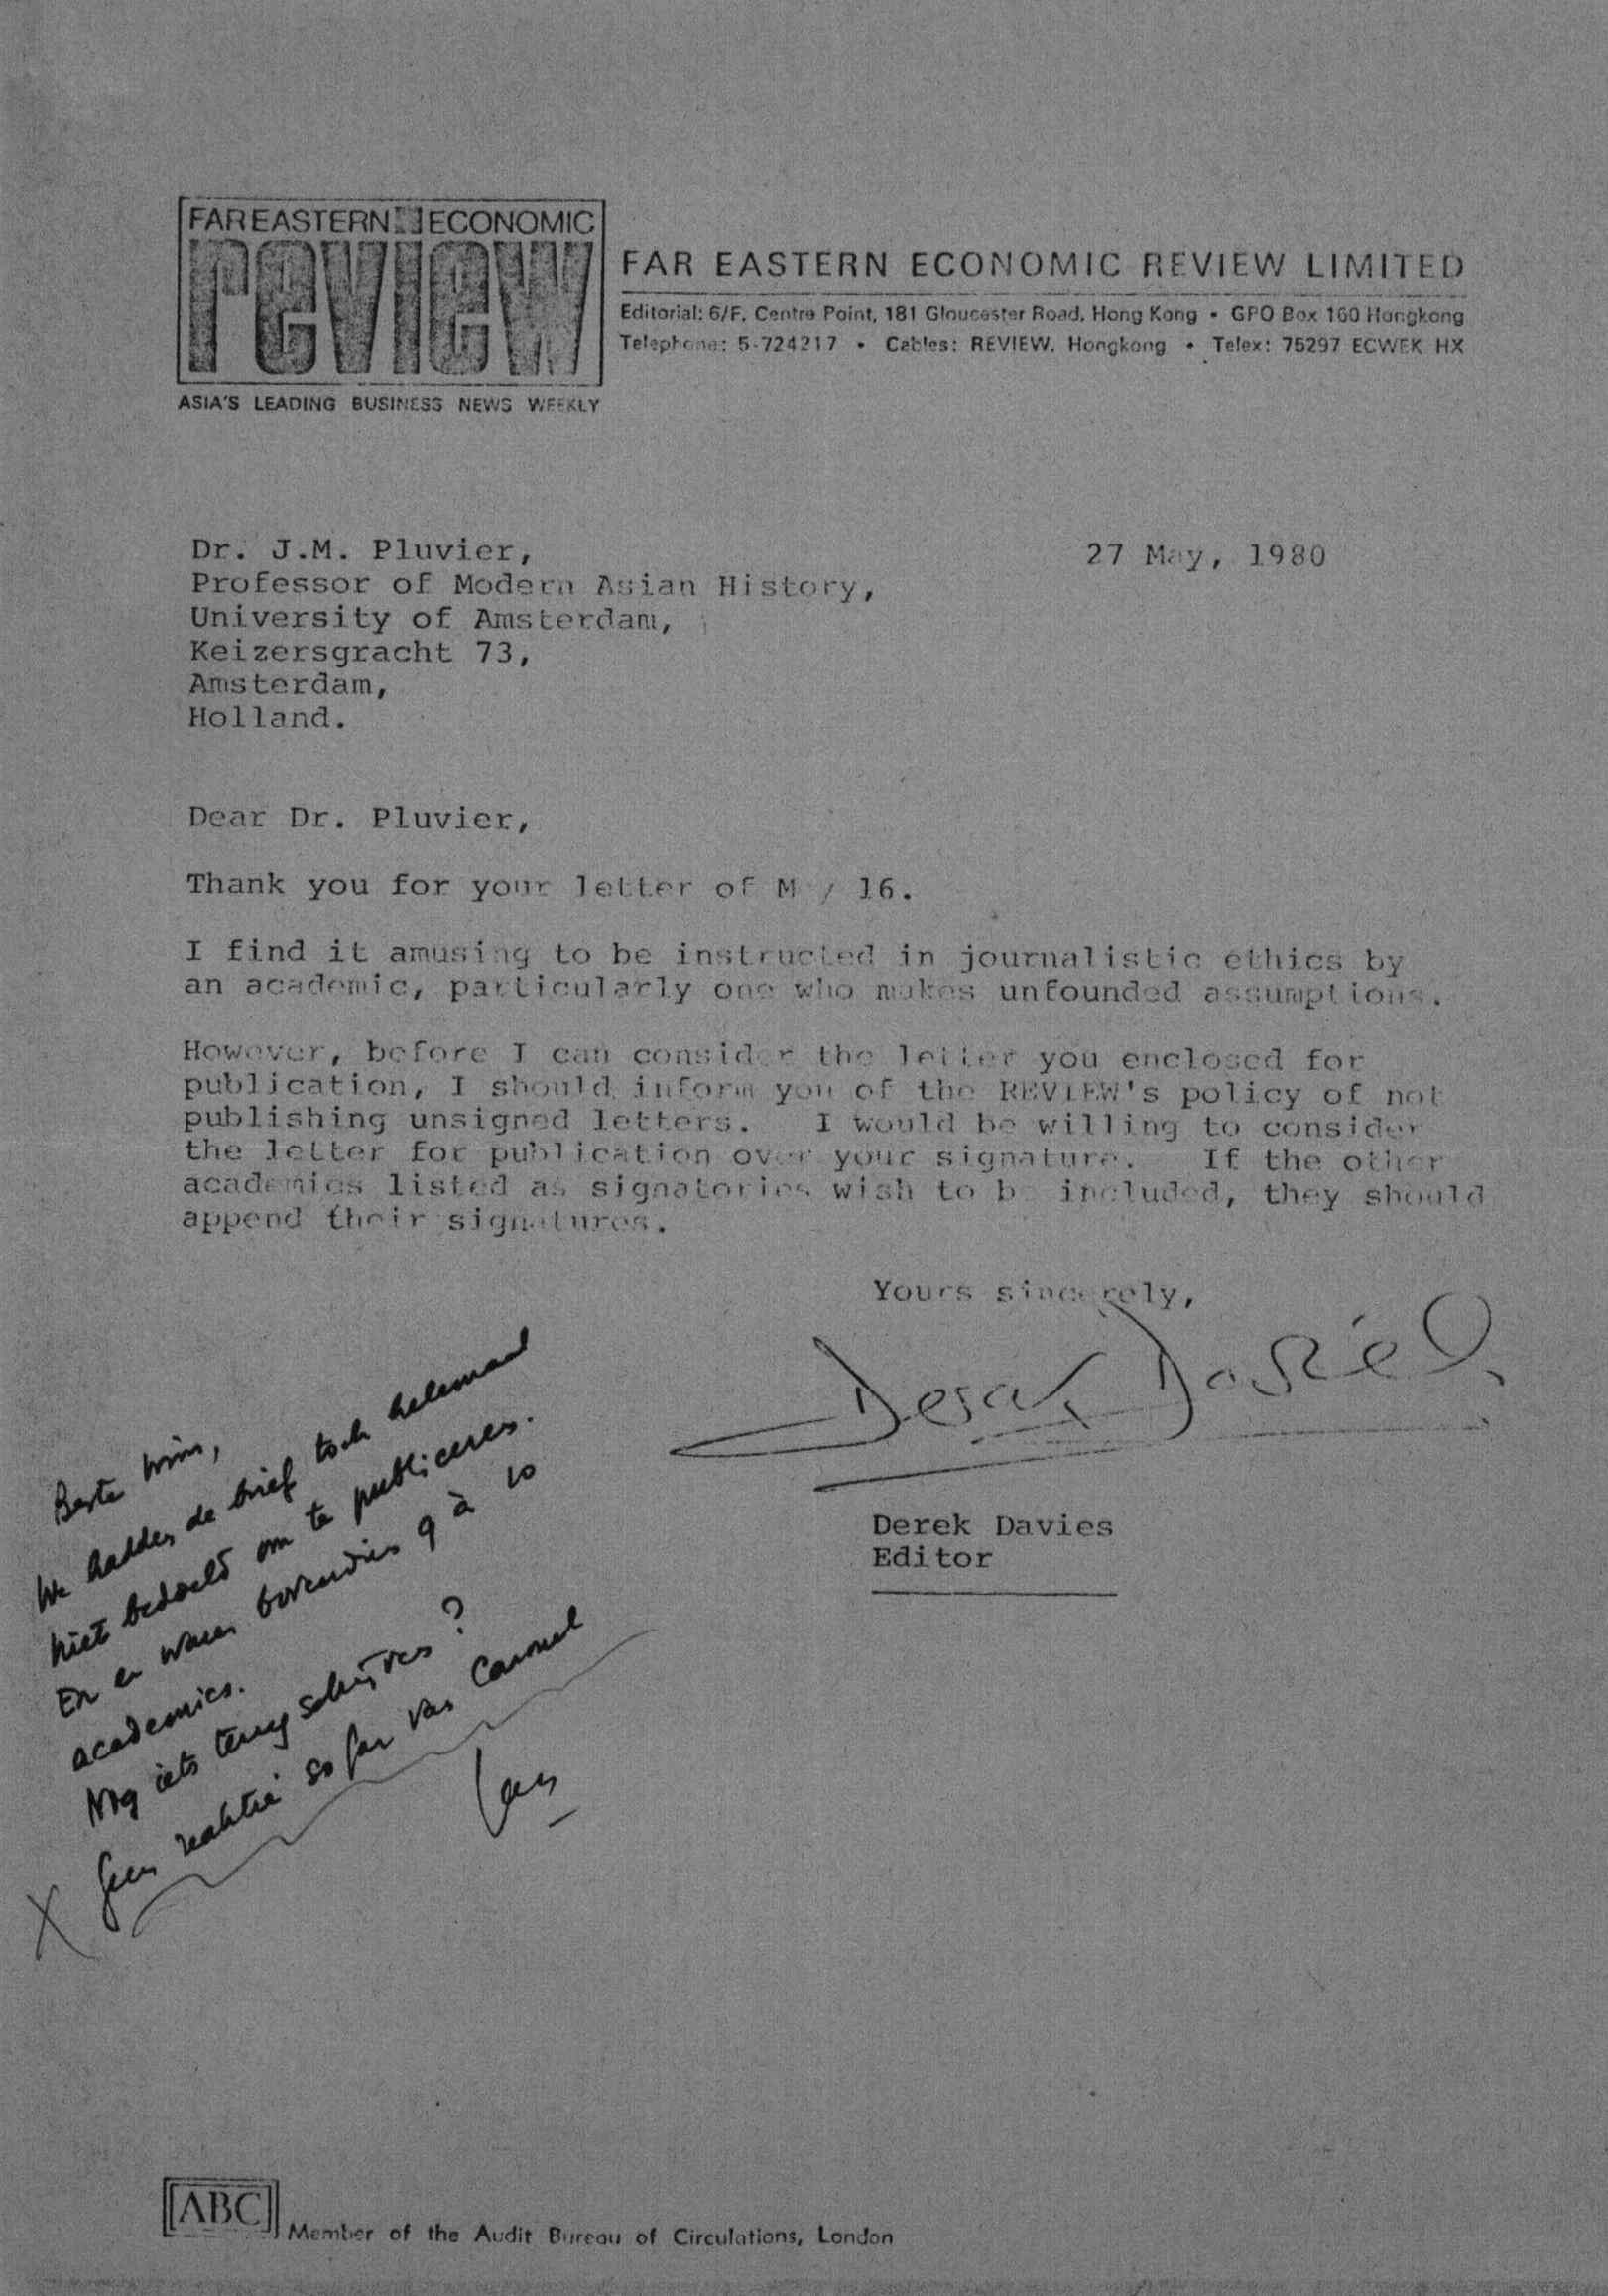 FAR EASTERN ECONOMIC
review
ASIA'S LEADING BUSINESS NEWS WEEKLY
FAR EASTERN ECONOMIC REVIEW LIMITED
Editorial: 6/F, Centre Point, 181 Gloucester Road, Hong Kong • GPO Box 160 Hongkong
Telephone: 5-724217 • Cables: REVIEW, Hongkong • Telex: 75297 ECWEK HX
Dr. J.M. Pluvier, 27 May, 1980
Professor of Modern Asian History,
University of Amsterdam,
Keizersgracht 73,
Amsterdam,
Holland.
Dear Dr. Pluvier,
Thank you for your letter of May 16.
I find it amusing to be instructed in journalistic ethics by
an academic, particularly one who makes unfounded assumptions.
However, before I can consider the letter you enclosed for
publication, I should inform you of the REVIEW's policy of not
publishing unsigned letters. I would be willing to consider
the letter for publication over your signature. If the other
academics listed as signatories wish to be included, they should
append their signatures.
Yours sincerely,
Derek Davies
Derek Davies
Editor
Beste Wim,
We hadden de brief toch helemaal
niet bedoeld om te publiceren.
En er waren bovendien 9 à 10
academics.
Nog iets terug schrijven?
X Geen reaktie so far van Carmel
Jan
[ABC]
Member of the Audit Bureau of Circulations, London